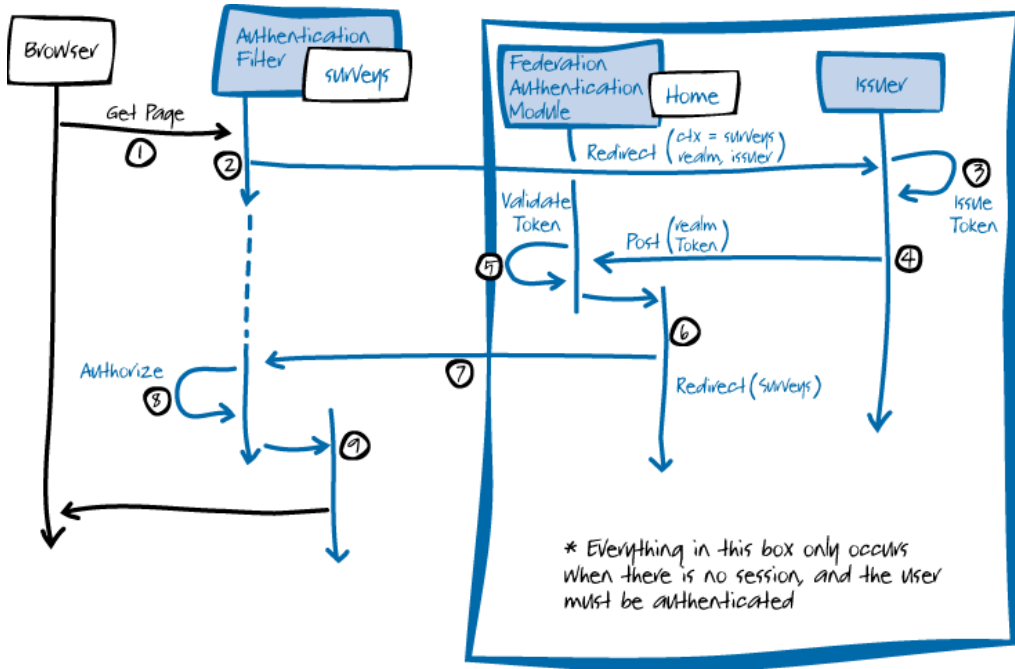 Browser
Authentication
Filter
surveys
Federation
Authentication
Module
Home
Issuer
Get Page
1
2
Redirect (ctx = surveys
realm, issuer)
3
Issue
Token
Validate
Token
Post (realm
Token)
4
5
6
7
Redirect (surveys)
Authorize
8
9
* Everything in this box only occurs
when there is no session, and the user
must be authenticated